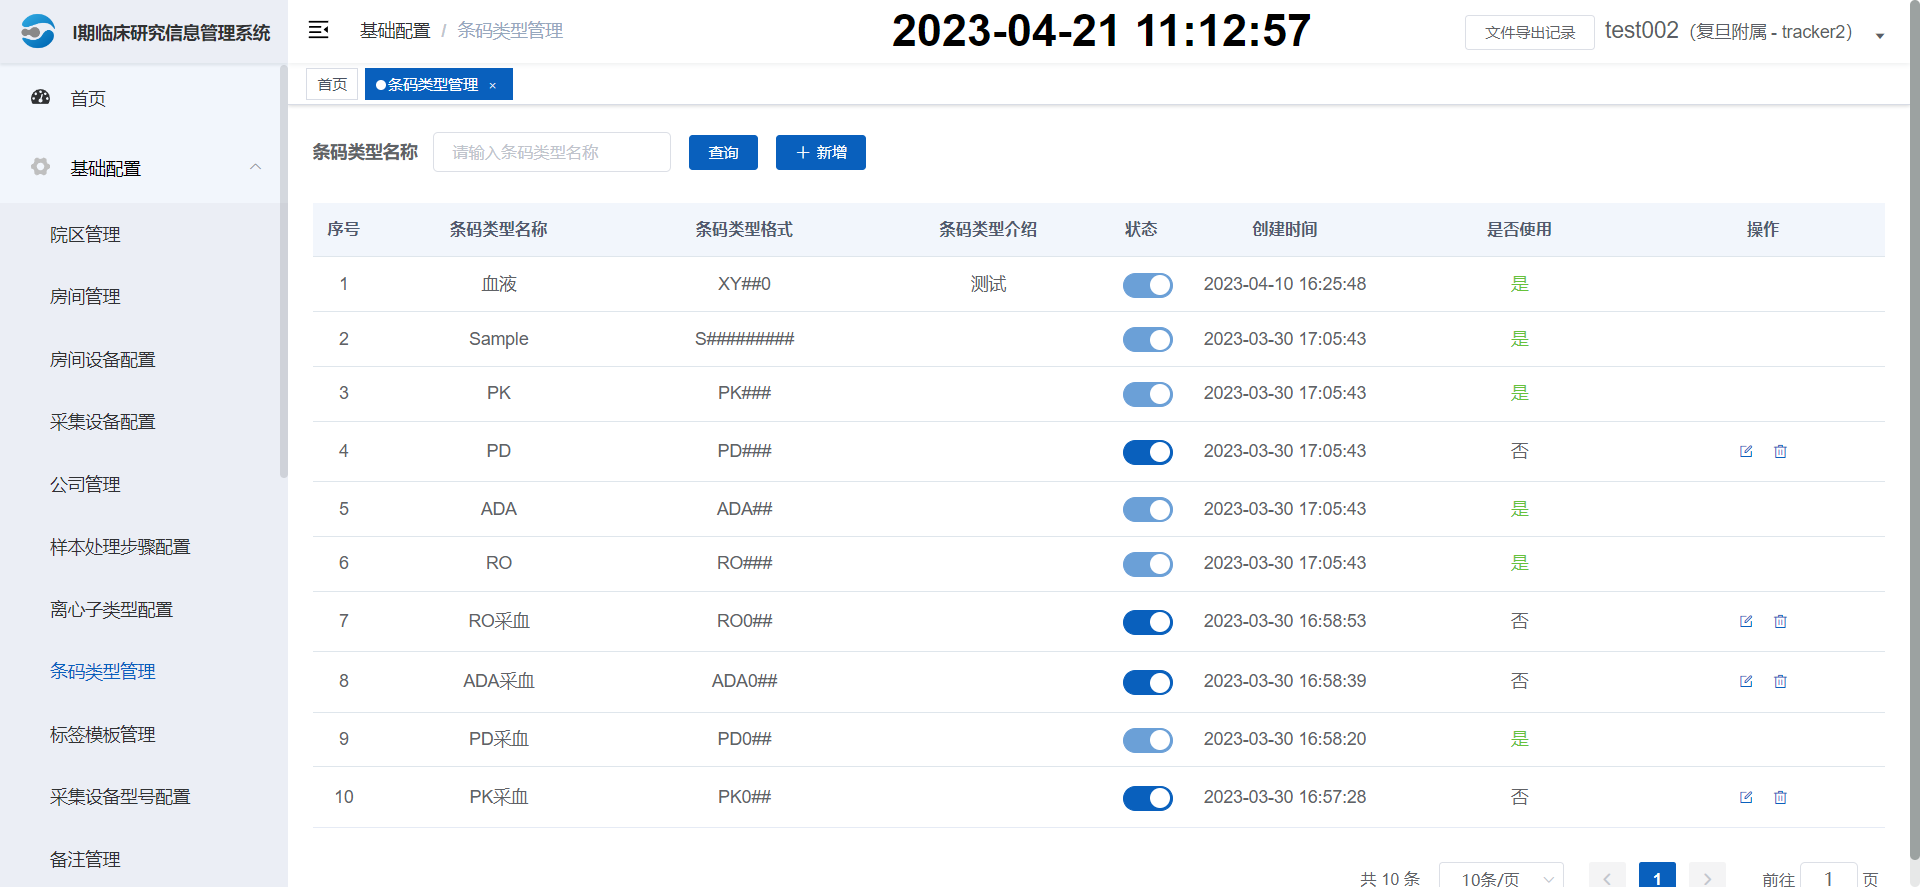 I期临床研究信息管理系统
基础配置 / 条码类型管理
2023-04-21 11:12:57
文件导出记录
test002（复旦附属 - tracker2）
首页
基础配置
院区管理
房间管理
房间设备配置
采集设备配置
公司管理
样本处理步骤配置
离心子类型配置
条码类型管理
标签模板管理
采集设备型号配置
备注管理
首页 条码类型管理 ×
条码类型名称 请输入条码类型名称 查询 + 新增
序号 条码类型名称 条码类型格式 条码类型介绍 状态 创建时间 是否使用 操作
1 血液 XY##0 测试 2023-04-10 16:25:48 是
2 Sample S######### 2023-03-30 17:05:43 是
3 PK PK### 2023-03-30 17:05:43 是
4 PD PD### 2023-03-30 17:05:43 否
5 ADA ADA## 2023-03-30 17:05:43 是
6 RO RO### 2023-03-30 17:05:43 是
7 RO采血 RO0## 2023-03-30 16:58:53 否
8 ADA采血 ADA0## 2023-03-30 16:58:39 否
9 PD采血 PD0## 2023-03-30 16:58:20 是
10 PK采血 PK0## 2023-03-30 16:57:28 否
共 10 条 10条/页 1 前往 1 页